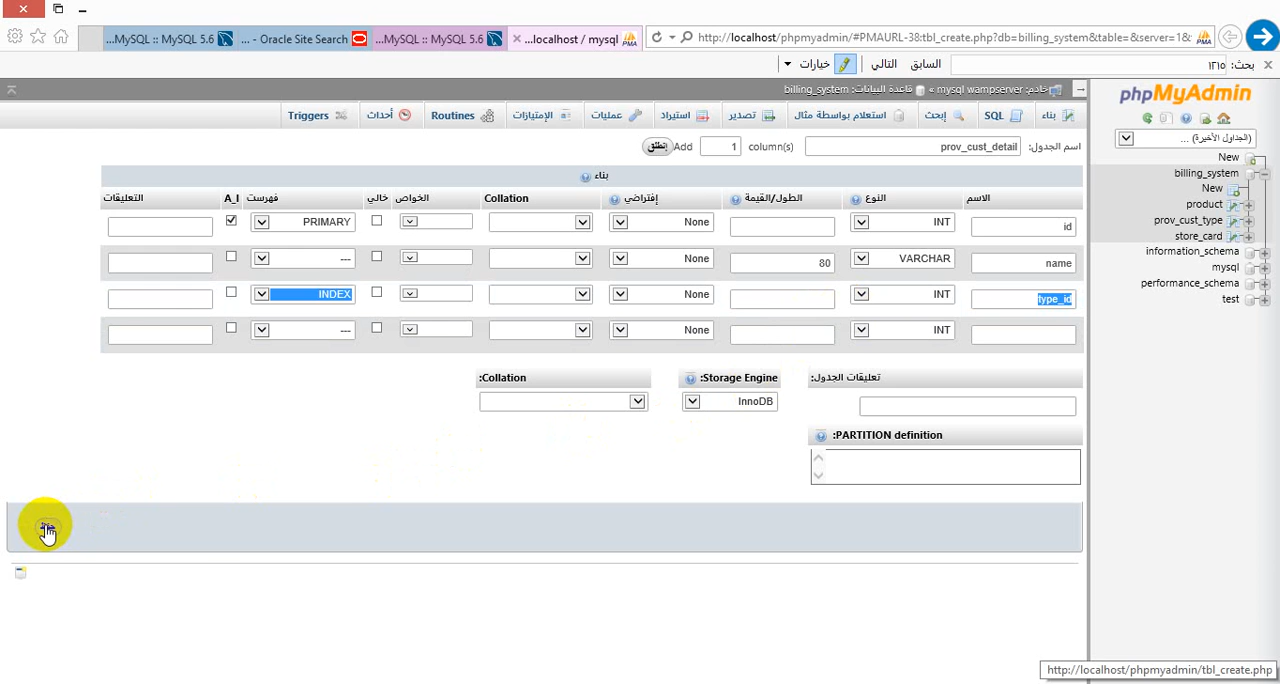 ...MySQL :: MySQL 5.6
... - Oracle Site Search
...MySQL :: MySQL 5.6
...localhost / mysql
http://localhost/phpmyadmin/#PMAURL-38:tbl_create.php?db=billing_system&table=&server=1&
بحث: ١٢١٥
السابق التالي خيارات
خادم: mysql wampserver » قاعدة البيانات: billing_system
بناء SQL إبحث استعلام بواسطة مثال تصدير استيراد عمليات الإمتيازات Routines أحداث Triggers
اسم الجدول: prov_cust_detail Add 1 column(s) إنطلق
بناء
الاسم النوع الطول/القيمة إفتراضي Collation الخواص خالي فهرست A_I التعليقات
id INT None PRIMARY
name VARCHAR 80 None ---
type_id INT None INDEX
INT None ---
تعليقات الجدول: Storage Engine: Collation:
InnoDB
PARTITION definition:
phpMyAdmin
(الجداول الأخيرة) ...
New
billing_system
New
product
prov_cust_type
store_card
information_schema
mysql
performance_schema
test
http://localhost/phpmyadmin/tbl_create.php